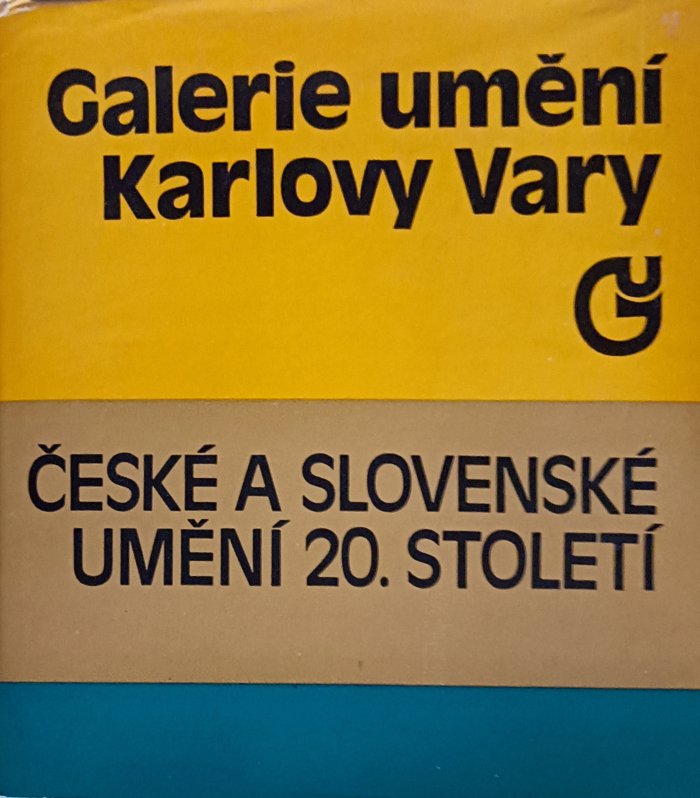 Galerie umění
Karlovy Vary
ČESKÉ A SLOVENSKÉ
UMĚNÍ 20. STOLETÍ